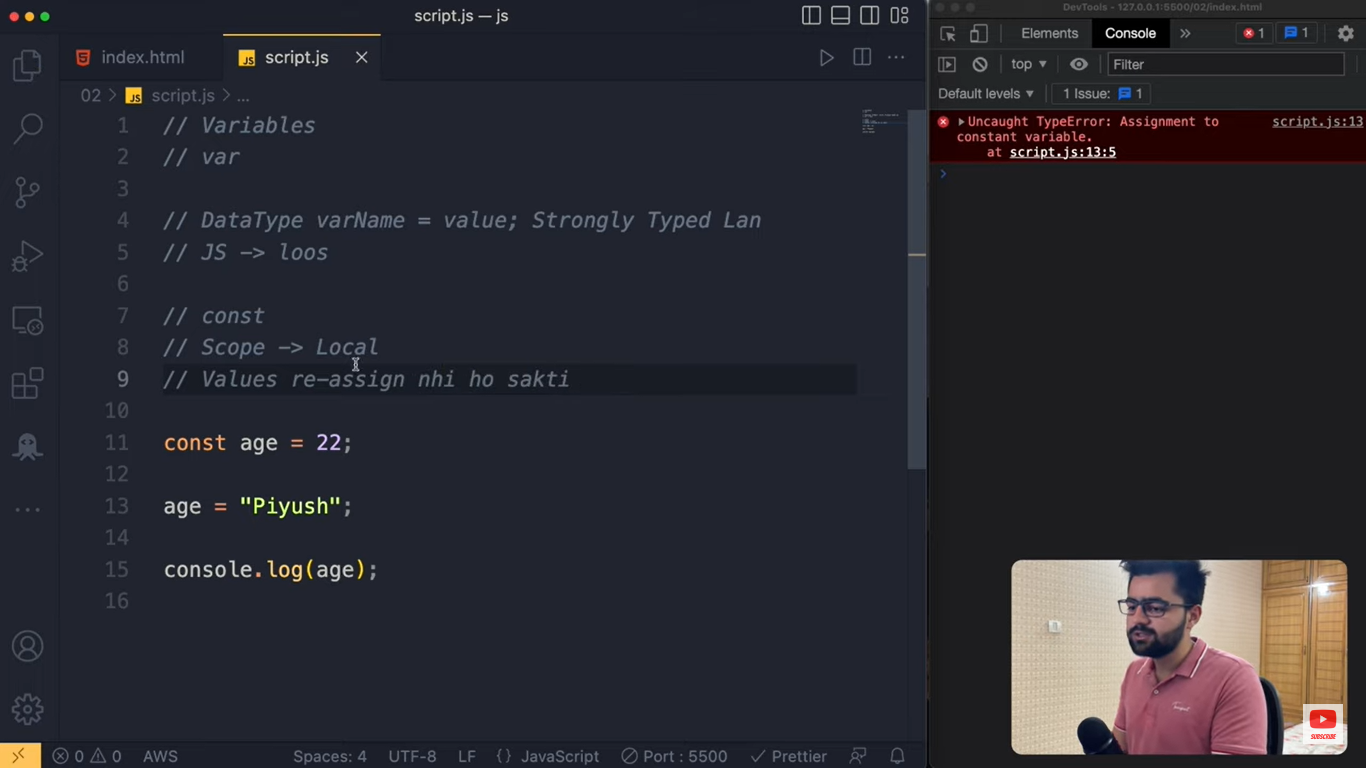 script.js — js
DevTools - 127.0.0.1:5500/02/index.html
index.html
script.js
Elements
Console
1
1
top
Filter
02 > script.js > ...
Default levels
1 Issue: 1
1 // Variables
2 // var
3
4 // DataType varName = value; Strongly Typed Lan
5 // JS -> loos
6
7 // const
8 // Scope -> Local
9 // Values re-assign nhi ho sakti
10
11 const age = 22;
12
13 age = "Piyush";
14
15 console.log(age);
16
Uncaught TypeError: Assignment to script.js:13
constant variable.
at script.js:13:5
SUBSCRIBE
0 0 AWS Spaces: 4 UTF-8 LF {} JavaScript Port : 5500 Prettier